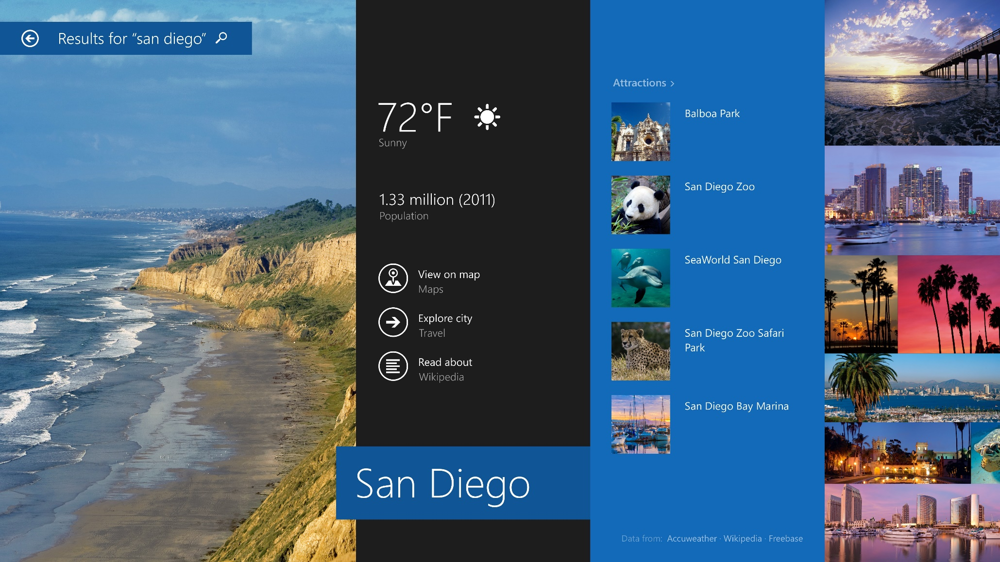 Results for “san diego”
72°F
Sunny
1.33 million (2011)
Population
View on map
Maps
Explore city
Travel
Read about
Wikipedia
San Diego
Attractions ›
Balboa Park
San Diego Zoo
SeaWorld San Diego
San Diego Zoo Safari
Park
San Diego Bay Marina
Data from: Accuweather · Wikipedia · Freebase